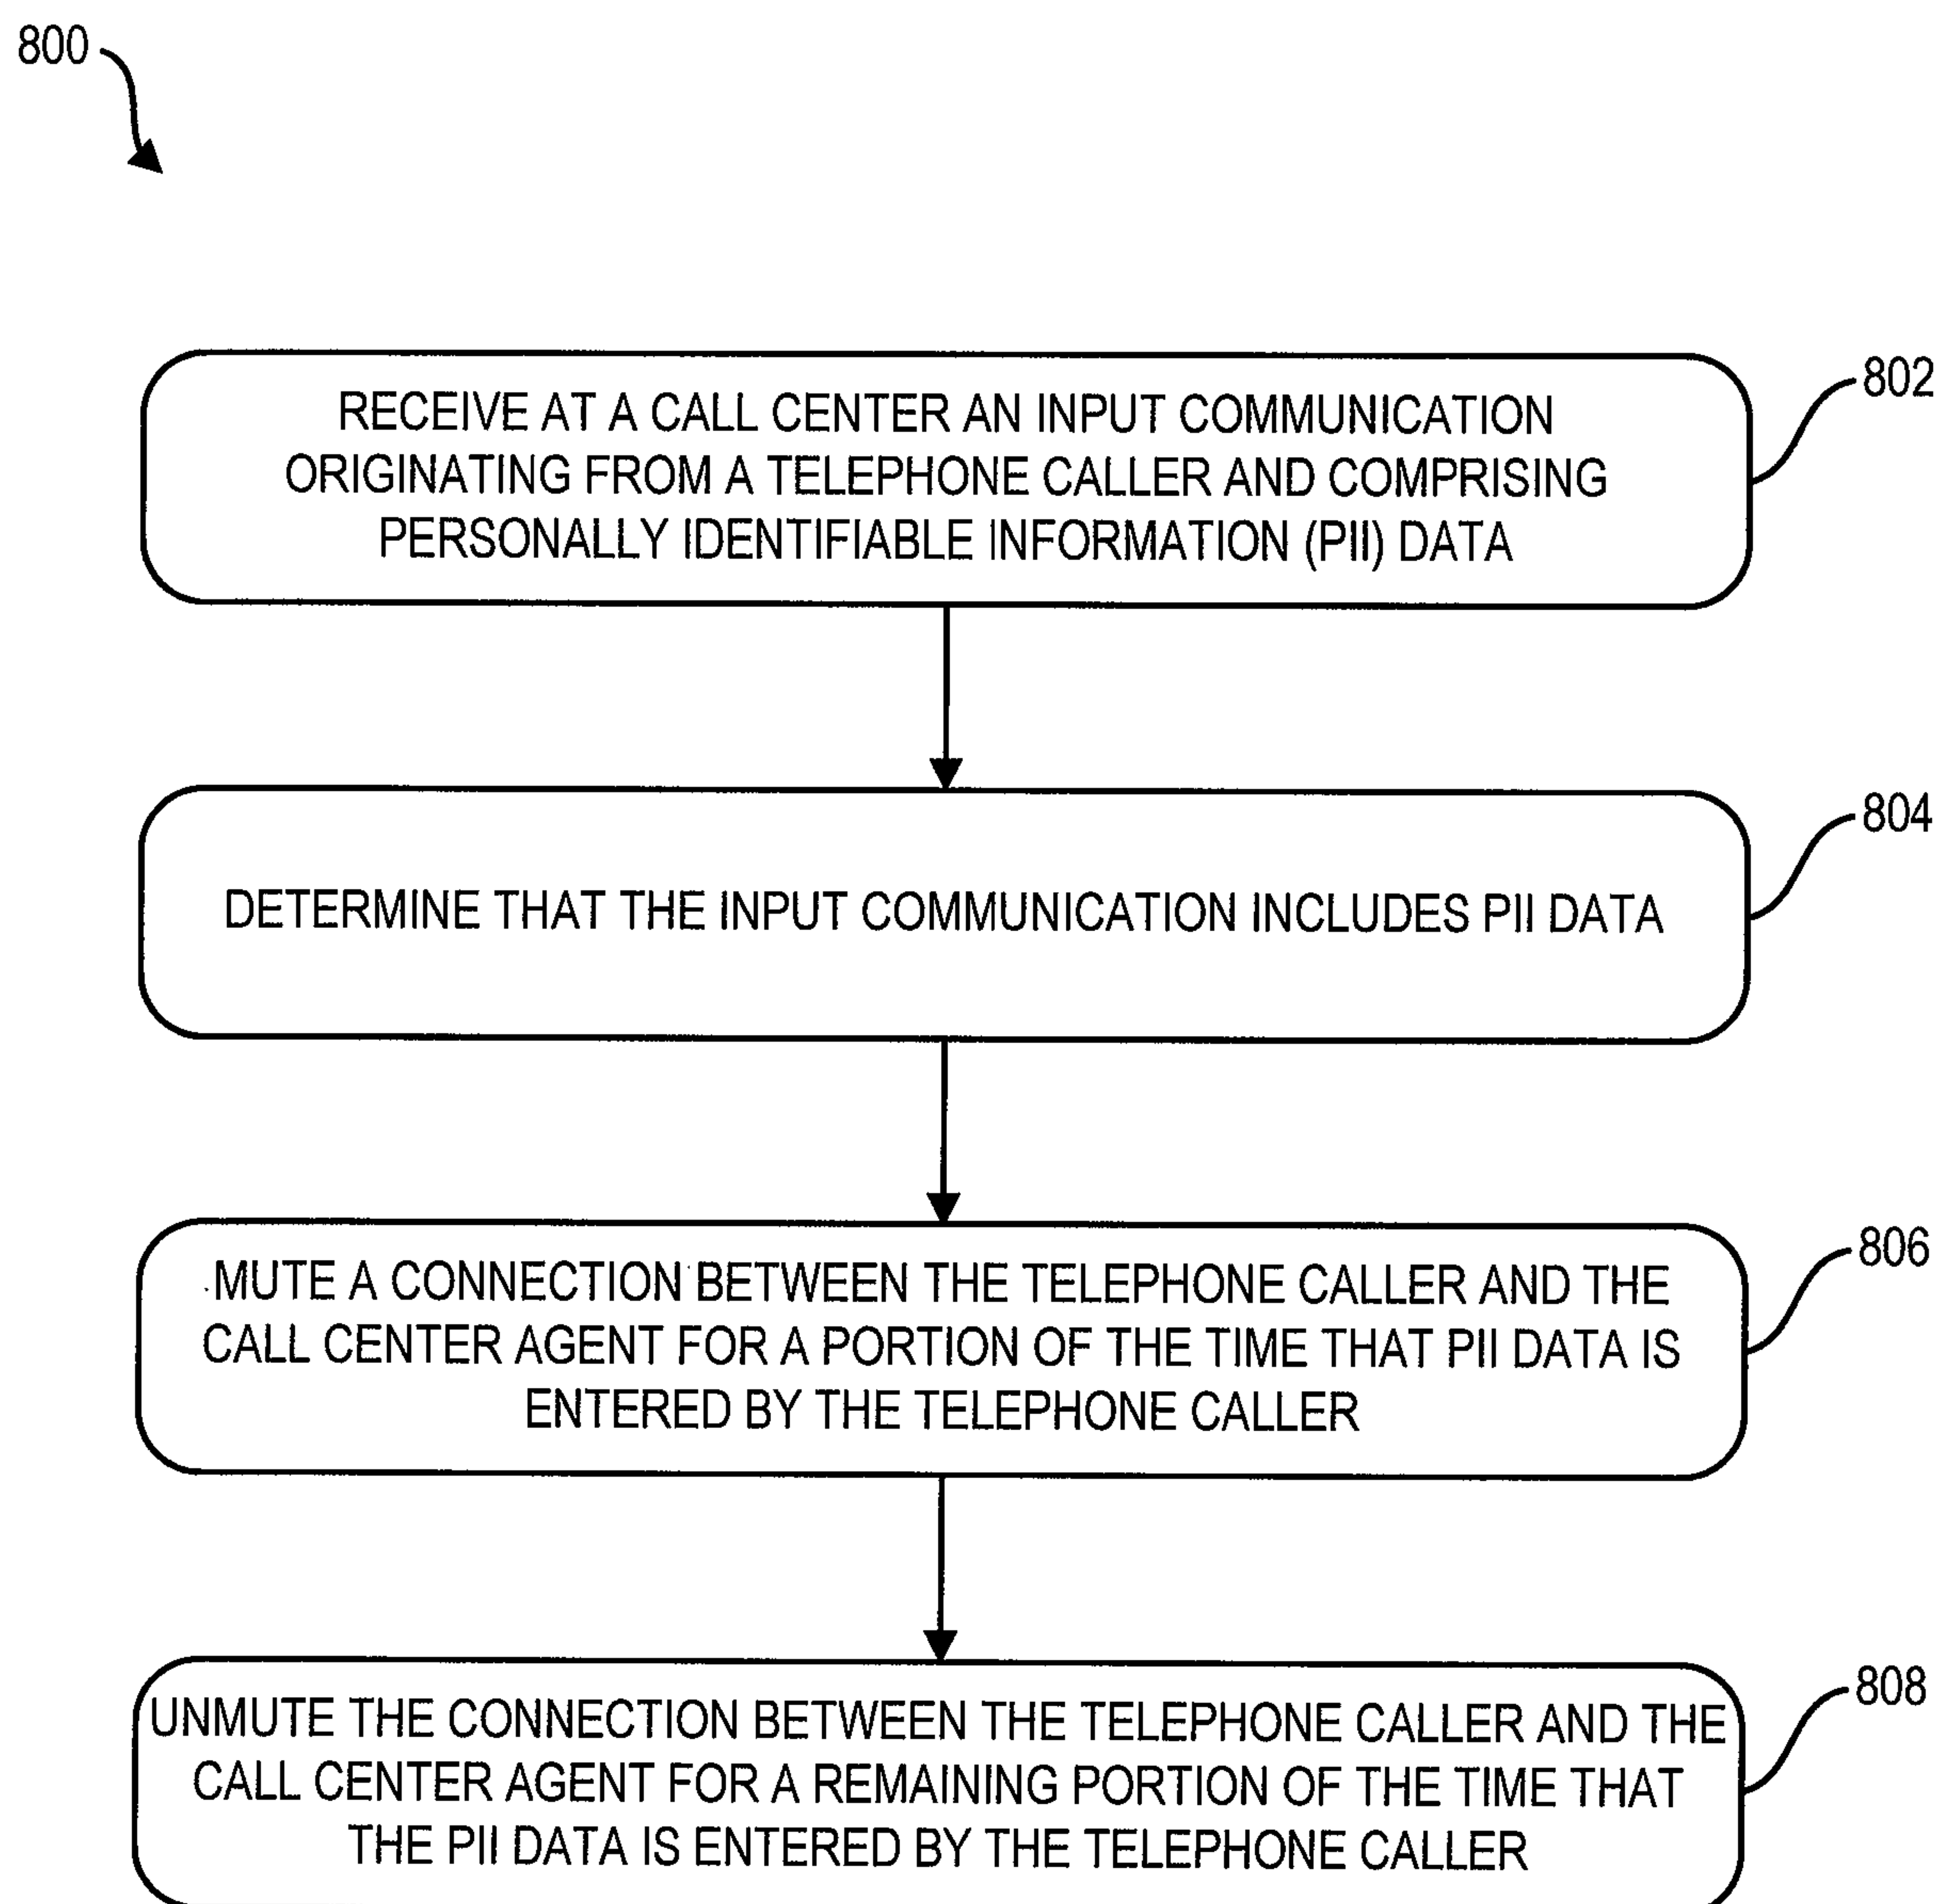 800
802
RECEIVE AT A CALL CENTER AN INPUT COMMUNICATION
ORIGINATING FROM A TELEPHONE CALLER AND COMPRISING
PERSONALLY IDENTIFIABLE INFORMATION (PII) DATA
804
DETERMINE THAT THE INPUT COMMUNICATION INCLUDES PII DATA
806
MUTE A CONNECTION BETWEEN THE TELEPHONE CALLER AND THE
CALL CENTER AGENT FOR A PORTION OF THE TIME THAT PII DATA IS
ENTERED BY THE TELEPHONE CALLER
808
UNMUTE THE CONNECTION BETWEEN THE TELEPHONE CALLER AND THE
CALL CENTER AGENT FOR A REMAINING PORTION OF THE TIME THAT
THE PII DATA IS ENTERED BY THE TELEPHONE CALLER